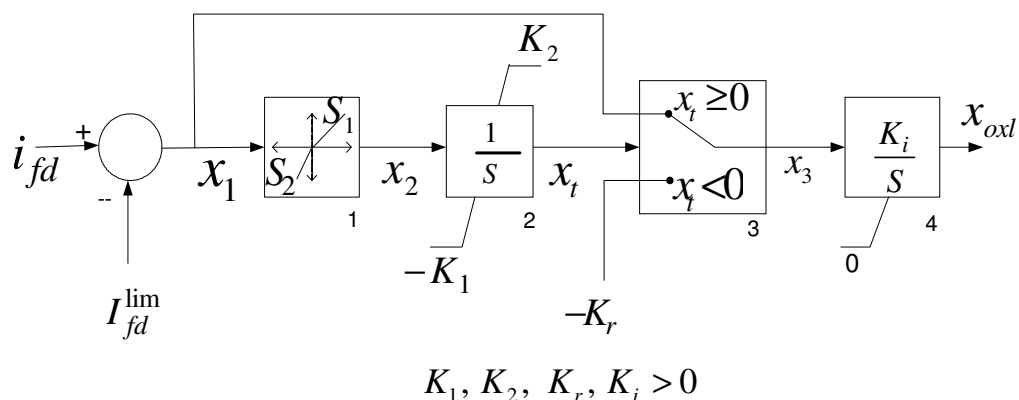 K₂
i_fd
+
--
x₁
S₁
S₂
1
x₂
1
S
2
x_t
x_t ≥0
x_t <0
3
x₃
K_i
S
4
x_oxl
−K₁
0
I_fd^lim
−K_r
K₁, K₂, K_r, K_i > 0